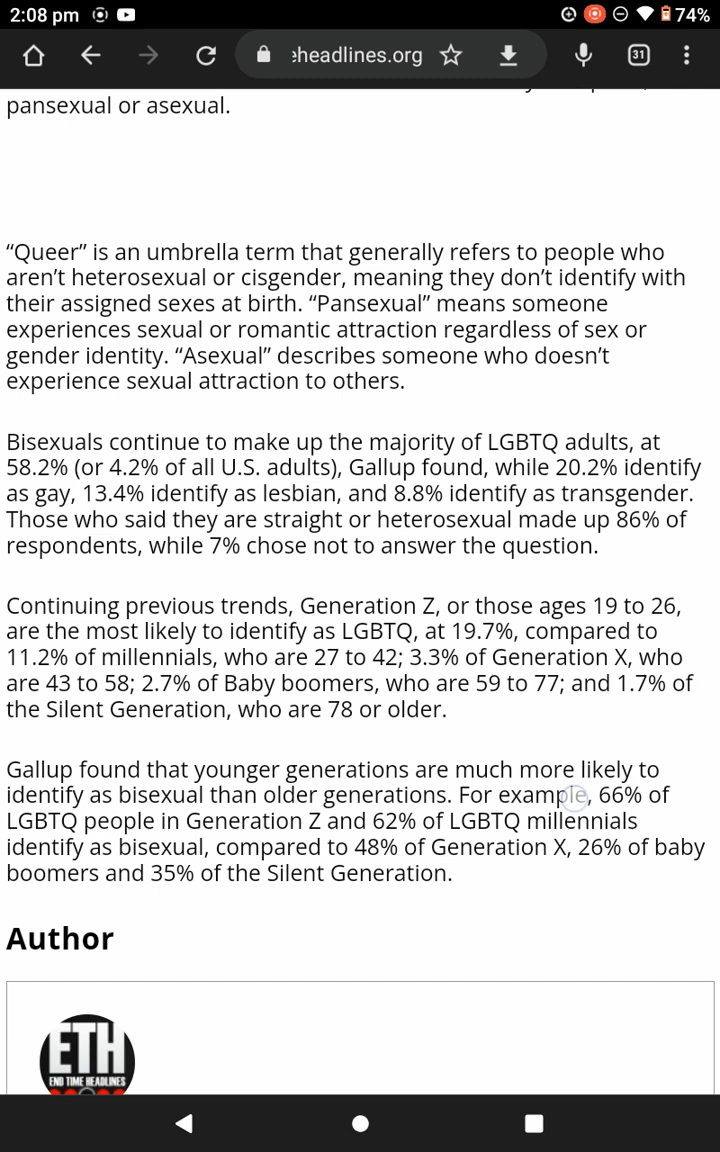 2:08 pm
74%
eheadlines.org
31
pansexual or asexual.
“Queer” is an umbrella term that generally refers to people who
aren’t heterosexual or cisgender, meaning they don’t identify with
their assigned sexes at birth. “Pansexual” means someone
experiences sexual or romantic attraction regardless of sex or
gender identity. “Asexual” describes someone who doesn’t
experience sexual attraction to others.
Bisexuals continue to make up the majority of LGBTQ adults, at
58.2% (or 4.2% of all U.S. adults), Gallup found, while 20.2% identify
as gay, 13.4% identify as lesbian, and 8.8% identify as transgender.
Those who said they are straight or heterosexual made up 86% of
respondents, while 7% chose not to answer the question.
Continuing previous trends, Generation Z, or those ages 19 to 26,
are the most likely to identify as LGBTQ, at 19.7%, compared to
11.2% of millennials, who are 27 to 42; 3.3% of Generation X, who
are 43 to 58; 2.7% of Baby boomers, who are 59 to 77; and 1.7% of
the Silent Generation, who are 78 or older.
Gallup found that younger generations are much more likely to
identify as bisexual than older generations. For example, 66% of
LGBTQ people in Generation Z and 62% of LGBTQ millennials
identify as bisexual, compared to 48% of Generation X, 26% of baby
boomers and 35% of the Silent Generation.
Author
ETH
END TIME HEADLINES